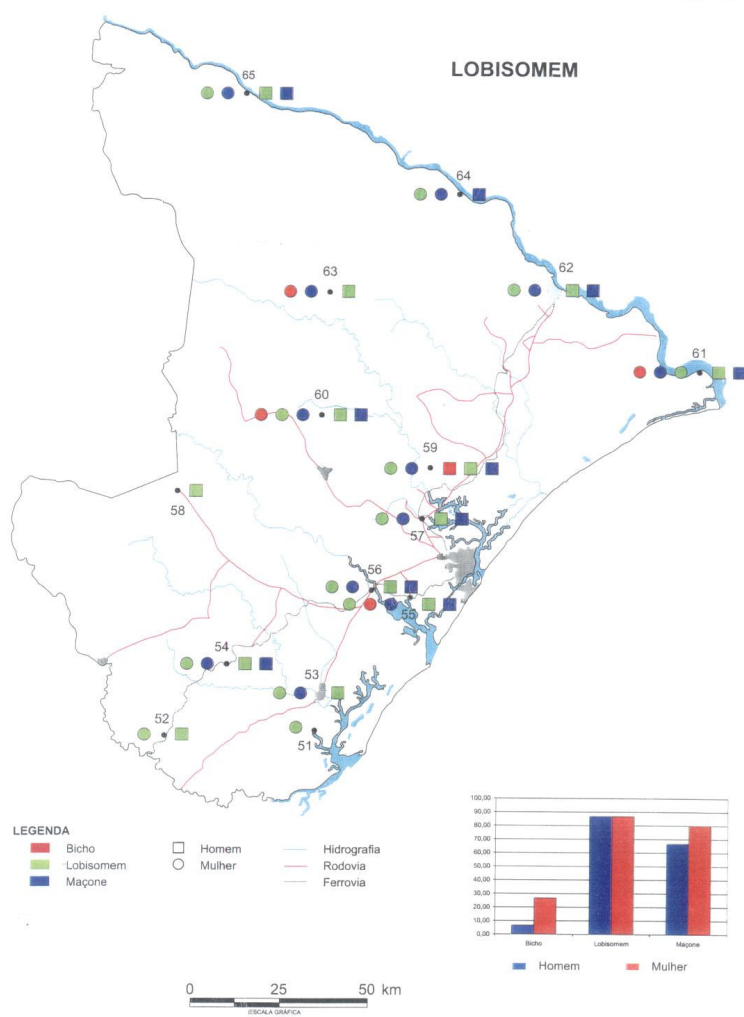 LOBISOMEM
65
64
63
62
61
60
59
58
57
56
55
54
53
52
51
LEGENDA
Bicho
Lobisomem
Maçone
Homem
Mulher
Hidrografia
Rodovia
Ferrovia
0 25 50 km
ESCALA GRÁFICA
100,00
90,00
80,00
70,00
60,00
50,00
40,00
30,00
20,00
10,00
0,00
Bicho Lobisomem Maçone
Homem Mulher